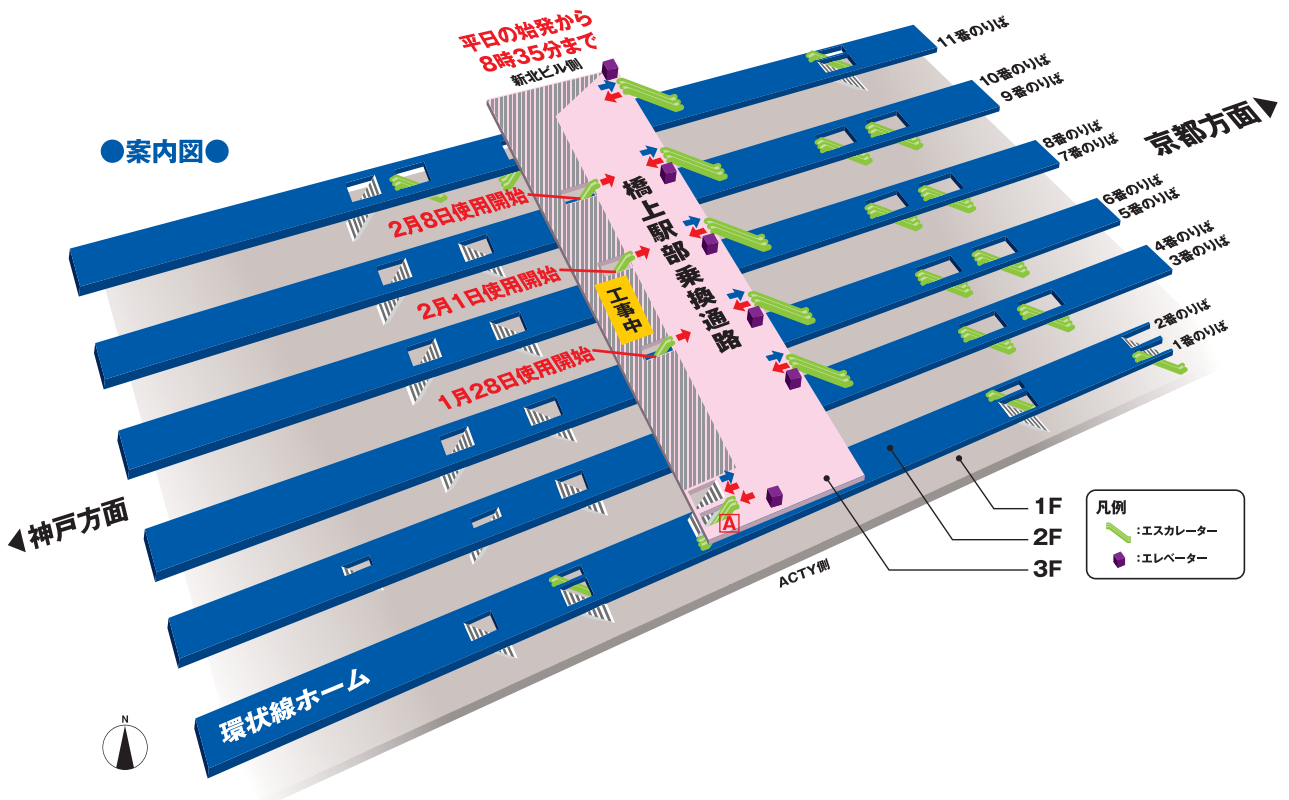 平日の始発から
8時35分まで
新北ビル側
11番のりば
10番のりば
9番のりば
8番のりば
7番のりば
6番のりば
5番のりば
4番のりば
3番のりば
2番のりば
1番のりば
京都方面
●案内図●
2月8日使用開始
2月1日使用開始
1月28日使用開始
工事中
橋上駅部乗換通路
神戸方面
A
ACTY側
1F
2F
3F
凡例
:エスカレーター
:エレベーター
環状線ホーム
N